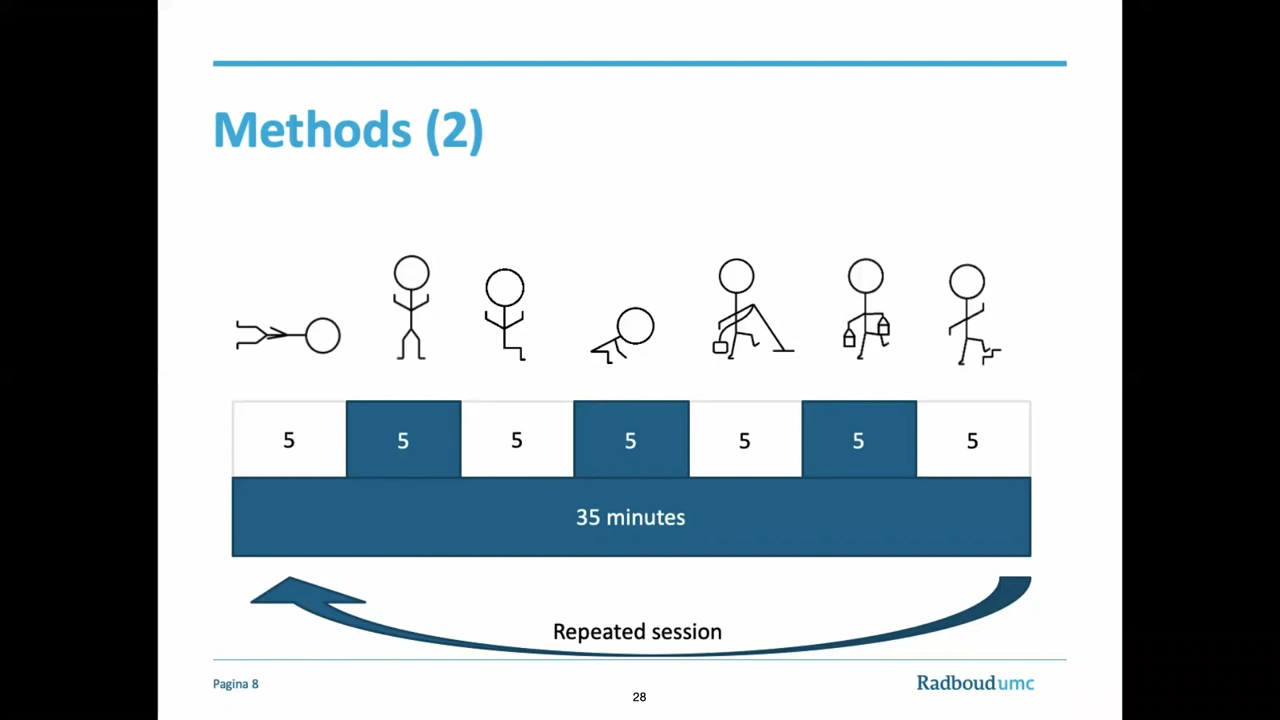 Methods (2)
5 5 5 5 5 5 5
35 minutes
Repeated session
Pagina 8
28
Radboudumc